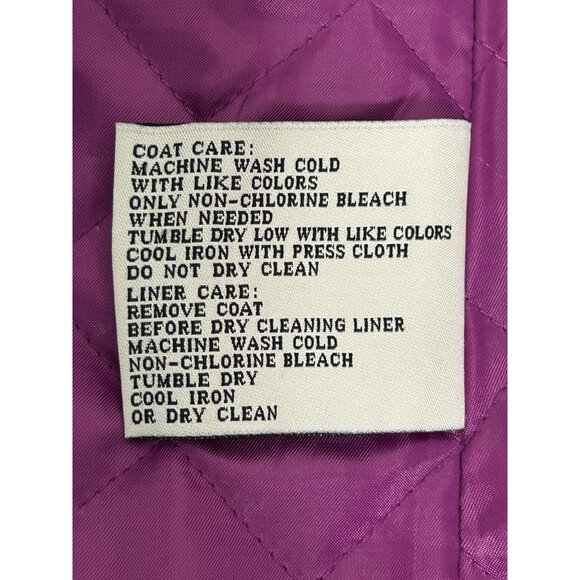 COAT CARE:
MACHINE WASH COLD
WITH LIKE COLORS
ONLY NON-CHLORINE BLEACH
WHEN NEEDED
TUMBLE DRY LOW WITH LIKE COLORS
COOL IRON WITH PRESS CLOTH
DO NOT DRY CLEAN
LINER CARE:
REMOVE COAT
BEFORE DRY CLEANING LINER
MACHINE WASH COLD
NON-CHLORINE BLEACH
TUMBLE DRY
COOL IRON
OR DRY CLEAN